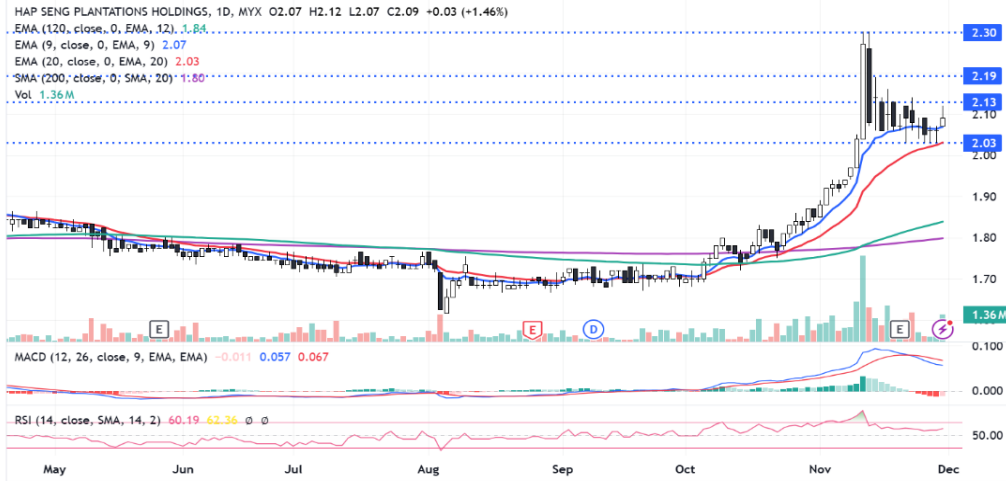 HAP SENG PLANTATIONS HOLDINGS, 1D, MYX O2.07 H2.12 L2.07 C2.09 +0.03 (+1.46%)
EMA (120, close, 0, EMA, 12) 1.84
EMA (9, close, 0, EMA, 9) 2.07
EMA (20, close, 0, EMA, 20) 2.03
SMA (200, close, 0, SMA, 20) 1.80
Vol 1.36M
2.30
2.19
2.13
2.10
2.03
2.00
1.90
1.80
1.70
1.36M
E
E
D
E
MACD (12, 26, close, 9, EMA, EMA) -0.011 0.057 0.067
0.100
0.000
RSI (14, close, SMA, 14, 2) 60.19 62.36 ø ø
50.00
May Jun Jul Aug Sep Oct Nov Dec